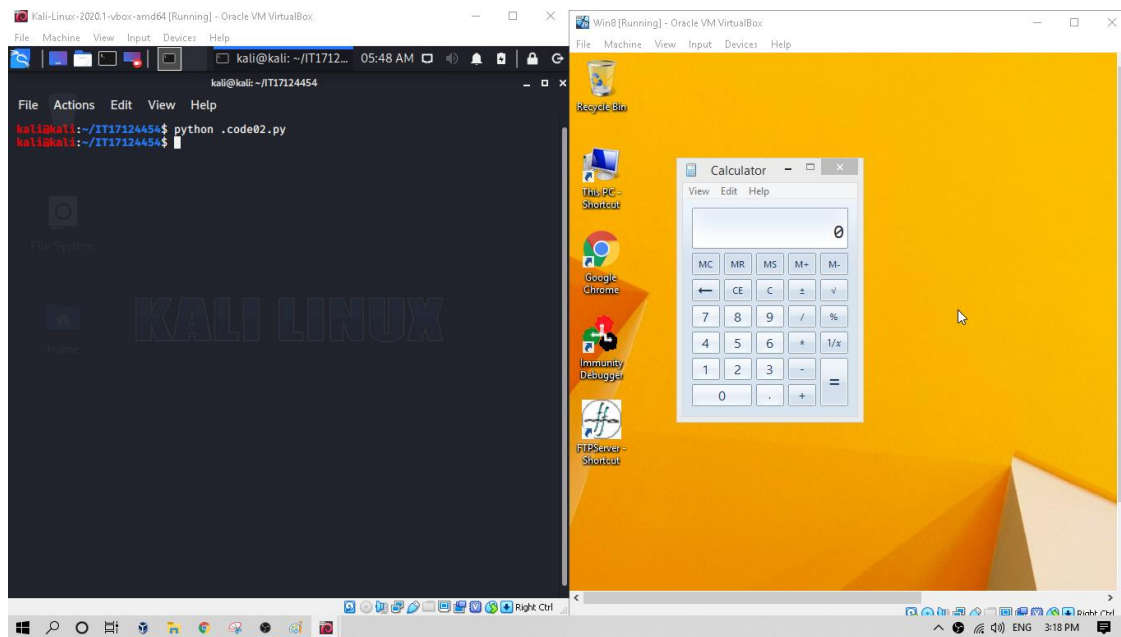 Kali-Linux-2020.1-vbox-amd64 [Running] - Oracle VM VirtualBox
File Machine View Input Devices Help
kali@kali: ~/IT1712... 05:48 AM
kali@kali: ~/IT17124454
File Actions Edit View Help
kali@kali:~/IT17124454$ python .code02.py
kali@kali:~/IT17124454$
File System
KALI LINUX
Home
Right Ctrl
Win8 [Running] - Oracle VM VirtualBox
File Machine View Input Devices Help
Recycle Bin
This PC -
Shortcut
Google
Chrome
Immunity
Debugger
FTPServer -
Shortcut
Calculator
View Edit Help
0
MC MR MS M+ M-
← CE C ± √
7 8 9 / %
4 5 6 * 1/x
1 2 3 - =
0 . +
Right Ctrl
ENG 3:18 PM